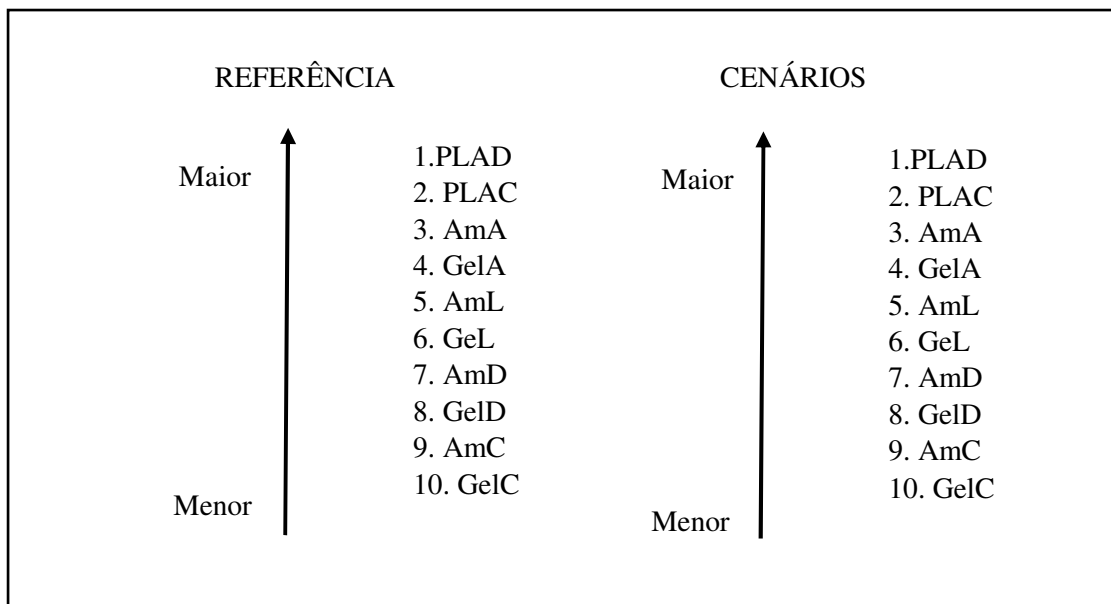 REFERÊNCIA
Maior
1.PLAD
2. PLAC
3. AmA
4. GelA
5. AmL
6. GeL
7. AmD
8. GelD
9. AmC
10. GelC
Menor
CENÁRIOS
Maior
1.PLAD
2. PLAC
3. AmA
4. GelA
5. AmL
6. GeL
7. AmD
8. GelD
9. AmC
10. GelC
Menor